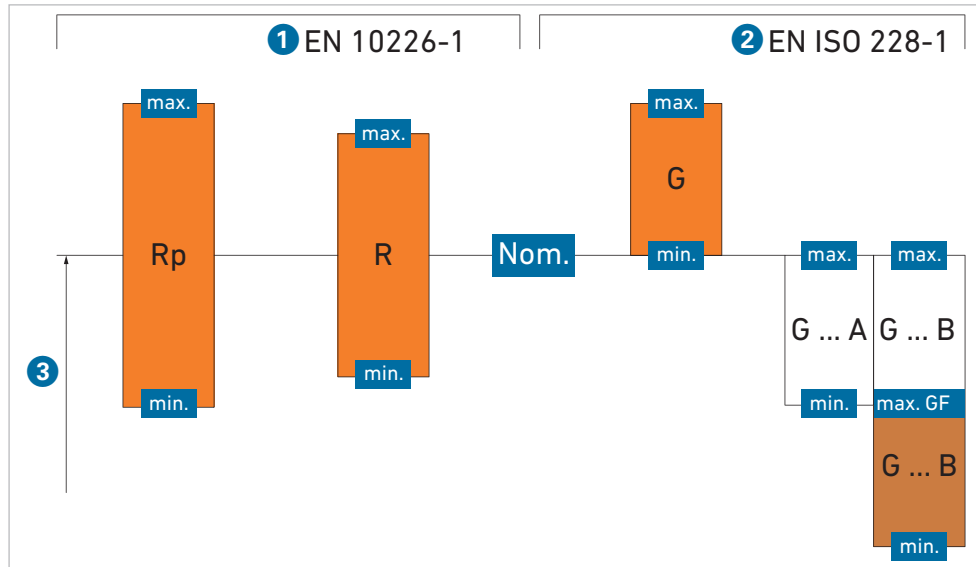 1 EN 10226-1
2 EN ISO 228-1
max.
max.
max.
G
Rp
R
Nom.
min.
max.
max.
G ... A
G ... B
3
min.
min.
min.
max. GF
G ... B
min.